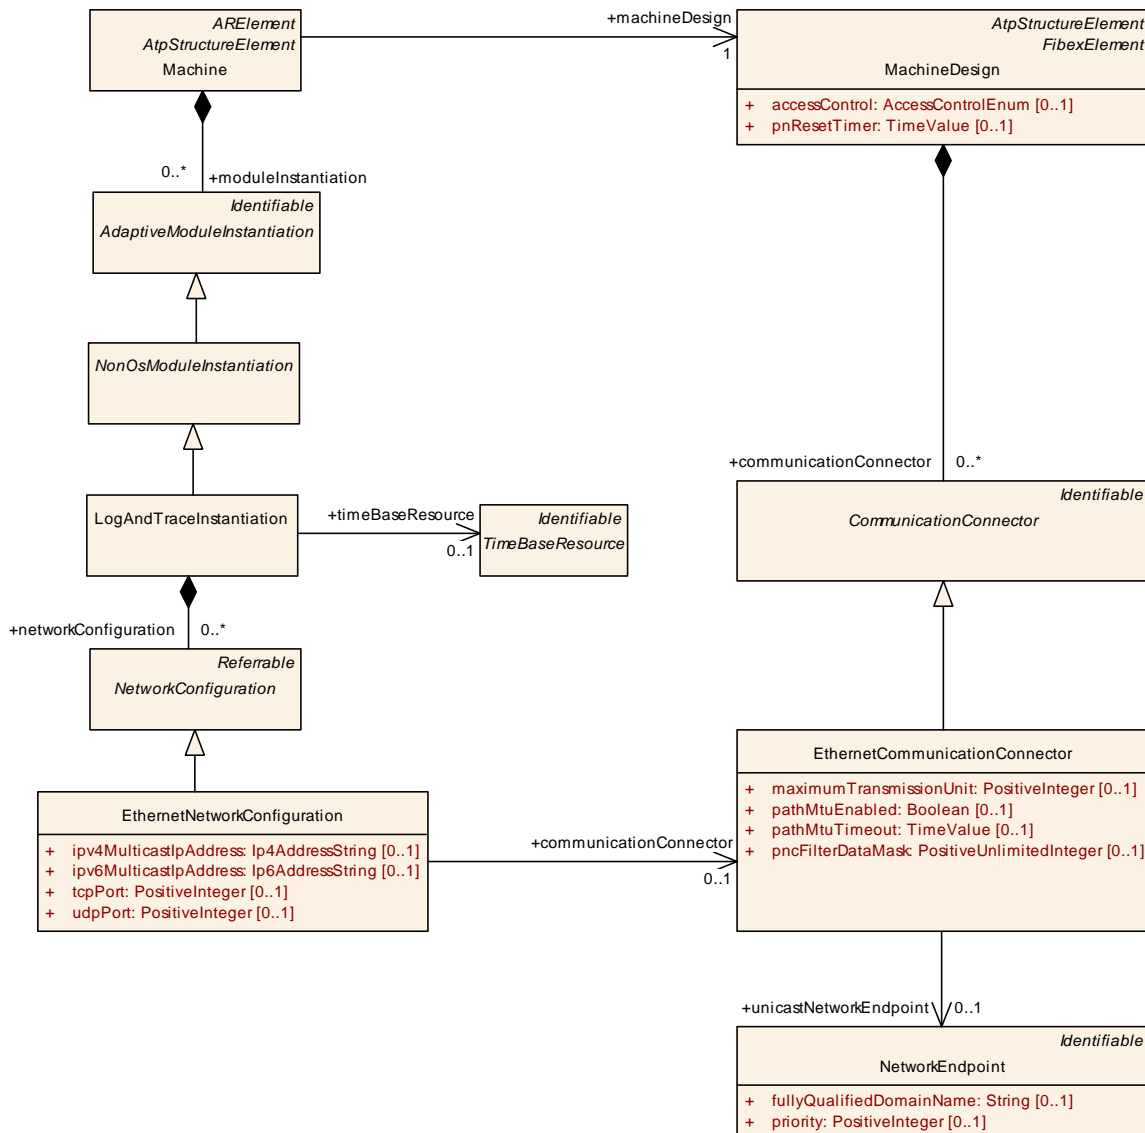 ARElement
AtpStructureElement
Machine
+machineDesign
1
AtpStructureElement
FibexElement
MachineDesign
+ accessControl: AccessControlEnum [0..1]
+ pnResetTimer: TimeValue [0..1]
0..*
+moduleInstantiation
Identifiable
AdaptiveModuleInstantiation
NonOsModuleInstantiation
+communicationConnector
0..*
Identifiable
CommunicationConnector
LogAndTraceInstantiation
+timeBaseResource
0..1
Identifiable
TimeBaseResource
+networkConfiguration
0..*
Referrable
NetworkConfiguration
EthernetNetworkConfiguration
+ ipv4MulticastIpAddress: Ip4AddressString [0..1]
+ ipv6MulticastIpAddress: Ip6AddressString [0..1]
+ tcpPort: PositiveInteger [0..1]
+ udpPort: PositiveInteger [0..1]
+communicationConnector
0..1
EthernetCommunicationConnector
+ maximumTransmissionUnit: PositiveInteger [0..1]
+ pathMtuEnabled: Boolean [0..1]
+ pathMtuTimeout: TimeValue [0..1]
+ pncFilterDataMask: PositiveUnlimitedInteger [0..1]
+unicastNetworkEndpoint
0..1
Identifiable
NetworkEndpoint
+ fullyQualifiedDomainName: String [0..1]
+ priority: PositiveInteger [0..1]